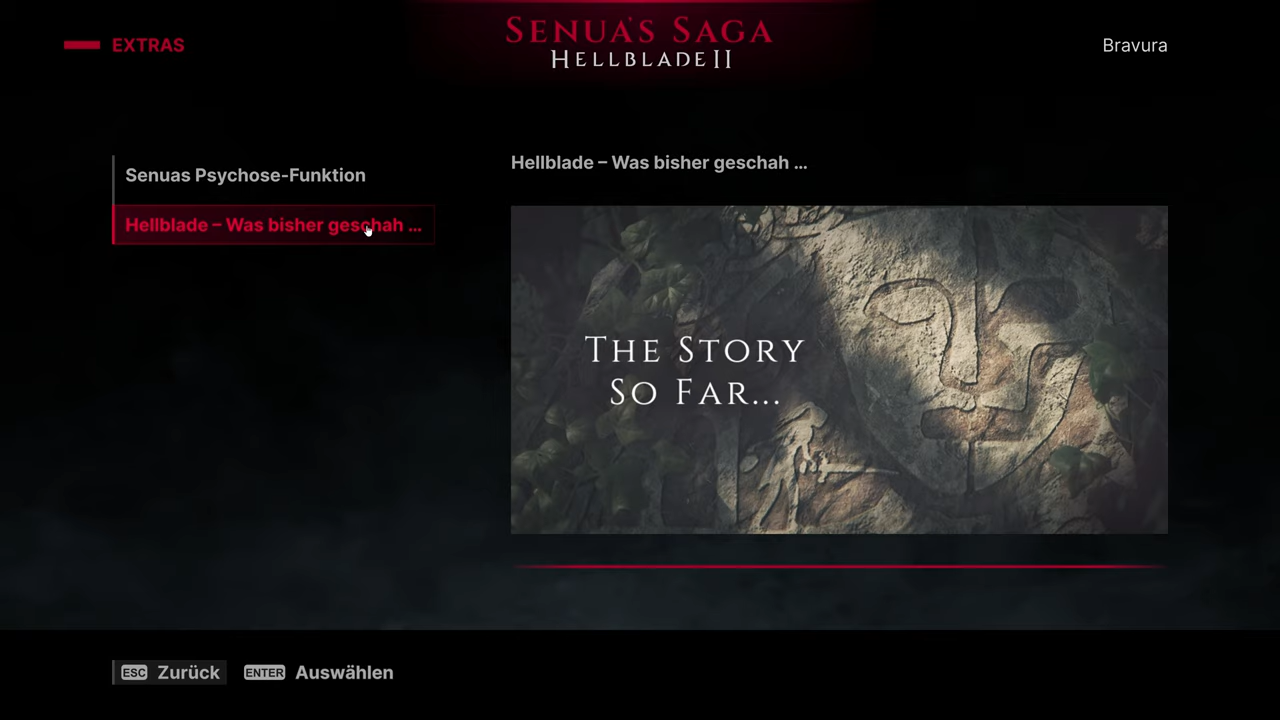 EXTRAS
SENUA'S SAGA
HELLBLADE II
Bravura
Senuas Psychose-Funktion
Hellblade – Was bisher geschah ...
Hellblade – Was bisher geschah ...
THE STORY
SO FAR...
ESC Zurück ENTER Auswählen